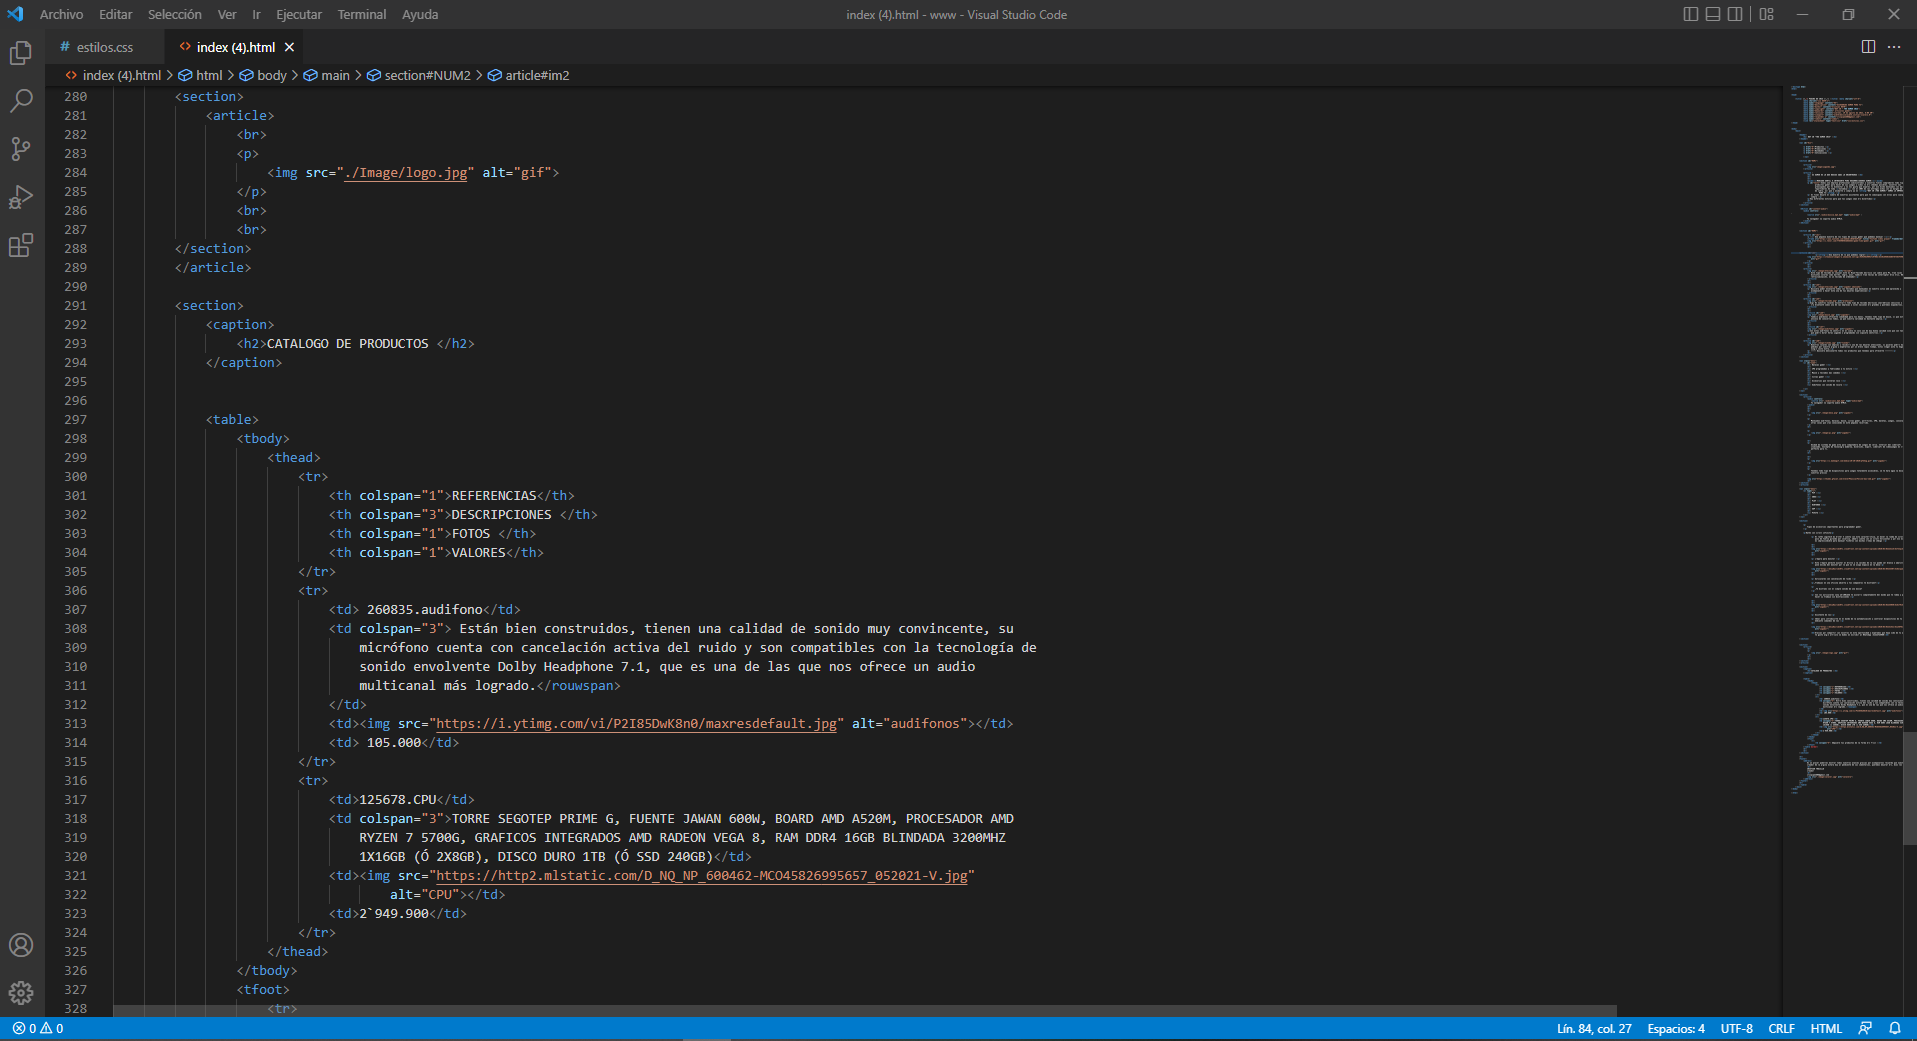 Archivo Editar Selección Ver Ir Ejecutar Terminal Ayuda
index (4).html - www - Visual Studio Code
# estilos.css <> index (4).html ×
<> index (4).html > html > body > main > section#NUM2 > article#im2
280 <section>
281 <article>
282 <br>
283 <p>
284 <img src="./Image/logo.jpg" alt="gif">
285 </p>
286 <br>
287 <br>
288 </section>
289 </article>
290
291 <section>
292 <caption>
293 <h2>CATALOGO DE PRODUCTOS </h2>
294 </caption>
295
296
297 <table>
298 <tbody>
299 <thead>
300 <tr>
301 <th colspan="1">REFERENCIAS</th>
302 <th colspan="3">DESCRIPCIONES </th>
303 <th colspan="1">FOTOS </th>
304 <th colspan="1">VALORES</th>
305 </tr>
306 <tr>
307 <td> 260835.audifono</td>
308 <td colspan="3"> Están bien construidos, tienen una calidad de sonido muy convincente, su
309 micrófono cuenta con cancelación activa del ruido y son compatibles con la tecnología de
310 sonido envolvente Dolby Headphone 7.1, que es una de las que nos ofrece un audio
311 multicanal más logrado.</rouwspan>
312 </td>
313 <td><img src="https://i.ytimg.com/vi/P2I85DwK8n0/maxresdefault.jpg" alt="audifonos"></td>
314 <td> 105.000</td>
315 </tr>
316 <tr>
317 <td>125678.CPU</td>
318 <td colspan="3">TORRE SEGOTEP PRIME G, FUENTE JAWAN 600W, BOARD AMD A520M, PROCESADOR AMD
319 RYZEN 7 5700G, GRAFICOS INTEGRADOS AMD RADEON VEGA 8, RAM DDR4 16GB BLINDADA 3200MHZ
320 1X16GB (Ó 2X8GB), DISCO DURO 1TB (Ó SSD 240GB)</td>
321 <td><img src="https://http2.mlstatic.com/D_NQ_NP_600462-MCO45826995657_052021-V.jpg"
322 alt="CPU"></td>
323 <td>2`949.900</td>
324 </tr>
325 </thead>
326 </tbody>
327 <tfoot>
328 <tr>
0 0 Lín. 84, col. 27 Espacios: 4 UTF-8 CRLF HTML